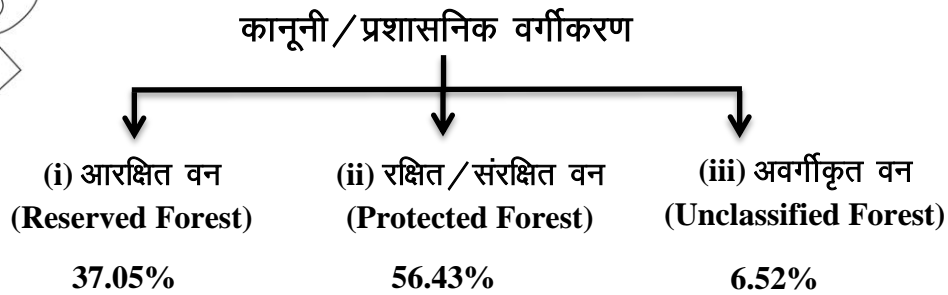 कानूनी / प्रशासनिक वर्गीकरण
(i) आरक्षित वन
(Reserved Forest)
37.05%
(ii) रक्षित / संरक्षित वन
(Protected Forest)
56.43%
(iii) अवर्गीकृत वन
(Unclassified Forest)
6.52%